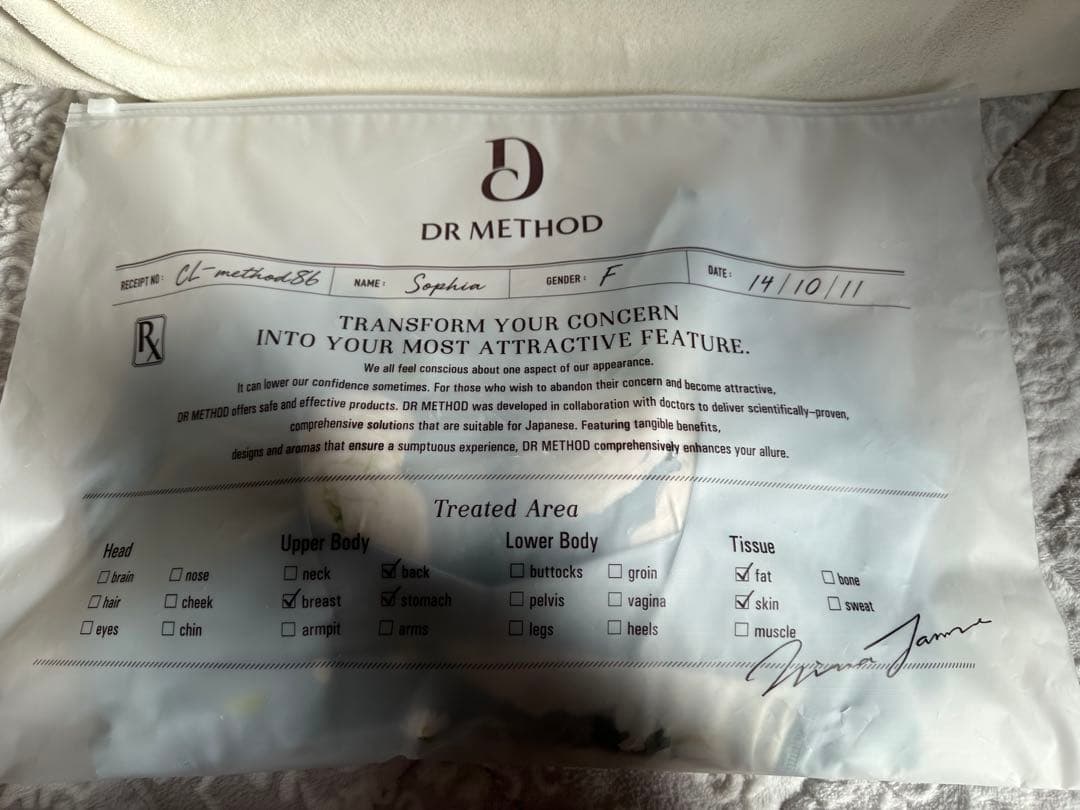 DR METHOD
RECEIPT NO: CL-method86 NAME: Sophia GENDER: F DATE: 14/10/11
Rx
TRANSFORM YOUR CONCERN
INTO YOUR MOST ATTRACTIVE FEATURE.
We all feel conscious about one aspect of our appearance.
It can lower our confidence sometimes. For those who wish to abandon their concern and become attractive,
DR METHOD offers safe and effective products. DR METHOD was developed in collaboration with doctors to deliver scientifically-proven,
comprehensive solutions that are suitable for Japanese. Featuring tangible benefits,
designs and aromas that ensure a sumptuous experience, DR METHOD comprehensively enhances your allure.
Treated Area
Head
☐ brain ☐ nose
☐ hair ☐ cheek
☐ eyes ☐ chin
Upper Body
☐ neck ☑ back
☑ breast ☑ stomach
☐ armpit ☐ arms
Lower Body
☐ buttocks ☐ groin
☐ pelvis ☐ vagina
☐ legs ☐ heels
Tissue
☑ fat ☐ bone
☑ skin ☐ sweat
☐ muscle